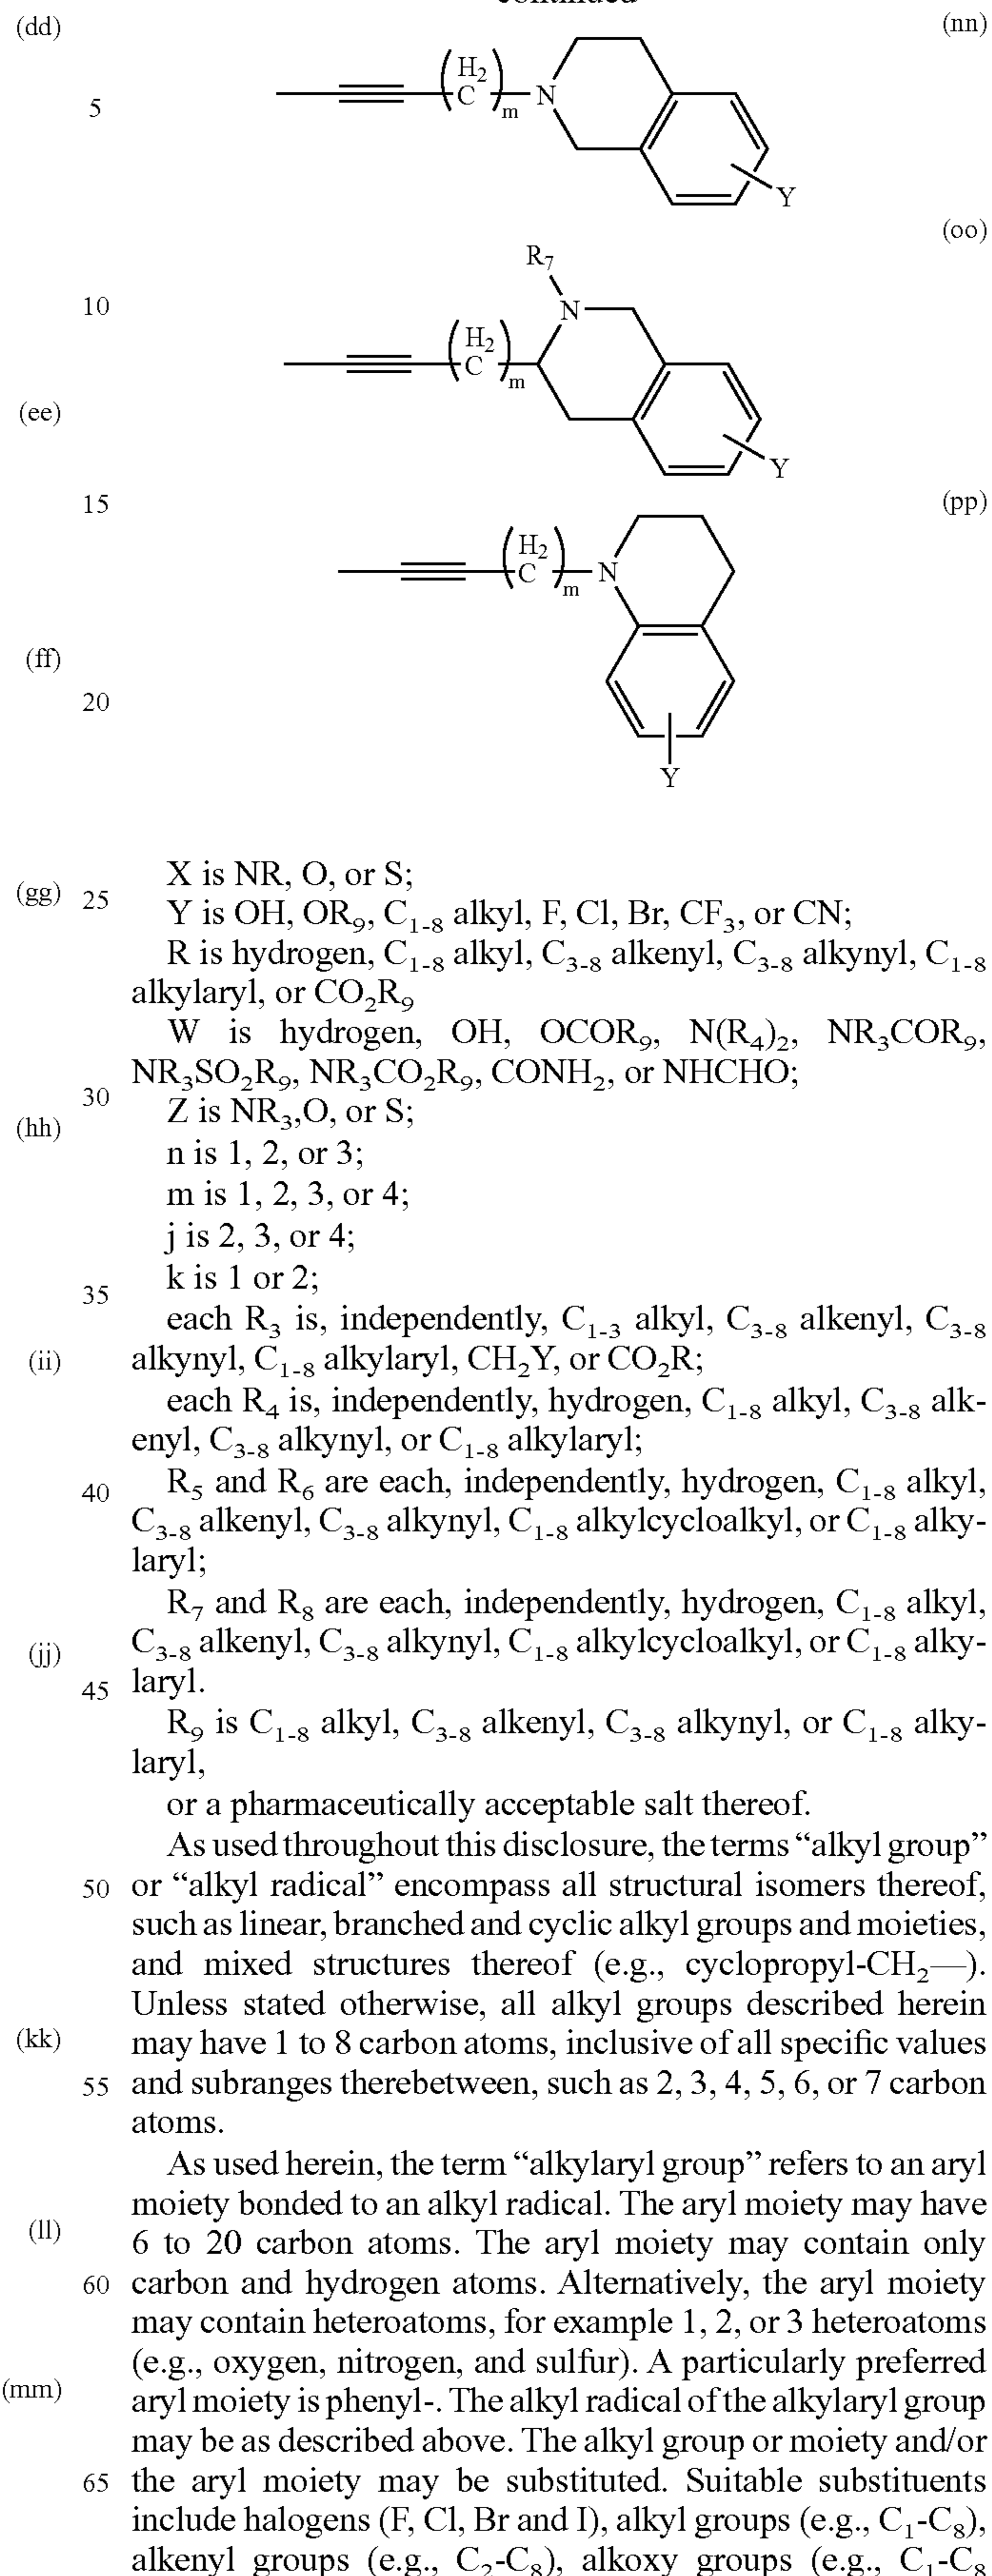 (dd)
(nn)
5
(H2
C)m
N
Y
(oo)
R7
10
N
(H2
C)m
(ee)
Y
15
(pp)
(H2
C)m
N
(ff)
20
Y
X is NR, O, or S;
(gg)
25
Y is OH, OR9, C1-8 alkyl, F, Cl, Br, CF3, or CN;
R is hydrogen, C1-8 alkyl, C3-8 alkenyl, C3-8 alkynyl, C1-8
alkylaryl, or CO2R9
W is hydrogen, OH, OCOR9, N(R4)2, NR3COR9,
NR3SO2R9, NR3CO2R9, CONH2, or NHCHO;
30
Z is NR3,O, or S;
(hh)
n is 1, 2, or 3;
m is 1, 2, 3, or 4;
j is 2, 3, or 4;
k is 1 or 2;
35
each R3 is, independently, C1-3 alkyl, C3-8 alkenyl, C3-8
(ii)
alkynyl, C1-8 alkylaryl, CH2Y, or CO2R;
each R4 is, independently, hydrogen, C1-8 alkyl, C3-8 alk-
enyl, C3-8 alkynyl, or C1-8 alkylaryl;
R5 and R6 are each, independently, hydrogen, C1-8 alkyl,
40
C3-8 alkenyl, C3-8 alkynyl, C1-8 alkylcycloalkyl, or C1-8 alky-
laryl;
R7 and R8 are each, independently, hydrogen, C1-8 alkyl,
C3-8 alkenyl, C3-8 alkynyl, C1-8 alkylcycloalkyl, or C1-8 alky-
(jj)
45
laryl.
R9 is C1-8 alkyl, C3-8 alkenyl, C3-8 alkynyl, or C1-8 alky-
laryl,
or a pharmaceutically acceptable salt thereof.
As used throughout this disclosure, the terms “alkyl group”
50
or “alkyl radical” encompass all structural isomers thereof,
such as linear, branched and cyclic alkyl groups and moieties,
and mixed structures thereof (e.g., cyclopropyl-CH2—).
Unless stated otherwise, all alkyl groups described herein
(kk)
may have 1 to 8 carbon atoms, inclusive of all specific values
55
and subranges therebetween, such as 2, 3, 4, 5, 6, or 7 carbon
atoms.
As used herein, the term “alkylaryl group” refers to an aryl
moiety bonded to an alkyl radical. The aryl moiety may have
(ll)
6 to 20 carbon atoms. The aryl moiety may contain only
60
carbon and hydrogen atoms. Alternatively, the aryl moiety
may contain heteroatoms, for example 1, 2, or 3 heteroatoms
(e.g., oxygen, nitrogen, and sulfur). A particularly preferred
(mm)
aryl moiety is phenyl-. The alkyl radical of the alkylaryl group
may be as described above. The alkyl group or moiety and/or
65
the aryl moiety may be substituted. Suitable substituents
include halogens (F, Cl, Br and I), alkyl groups (e.g., C1-C8),
alkenyl groups (e.g., C2-C8), alkoxy groups (e.g., C1-C8